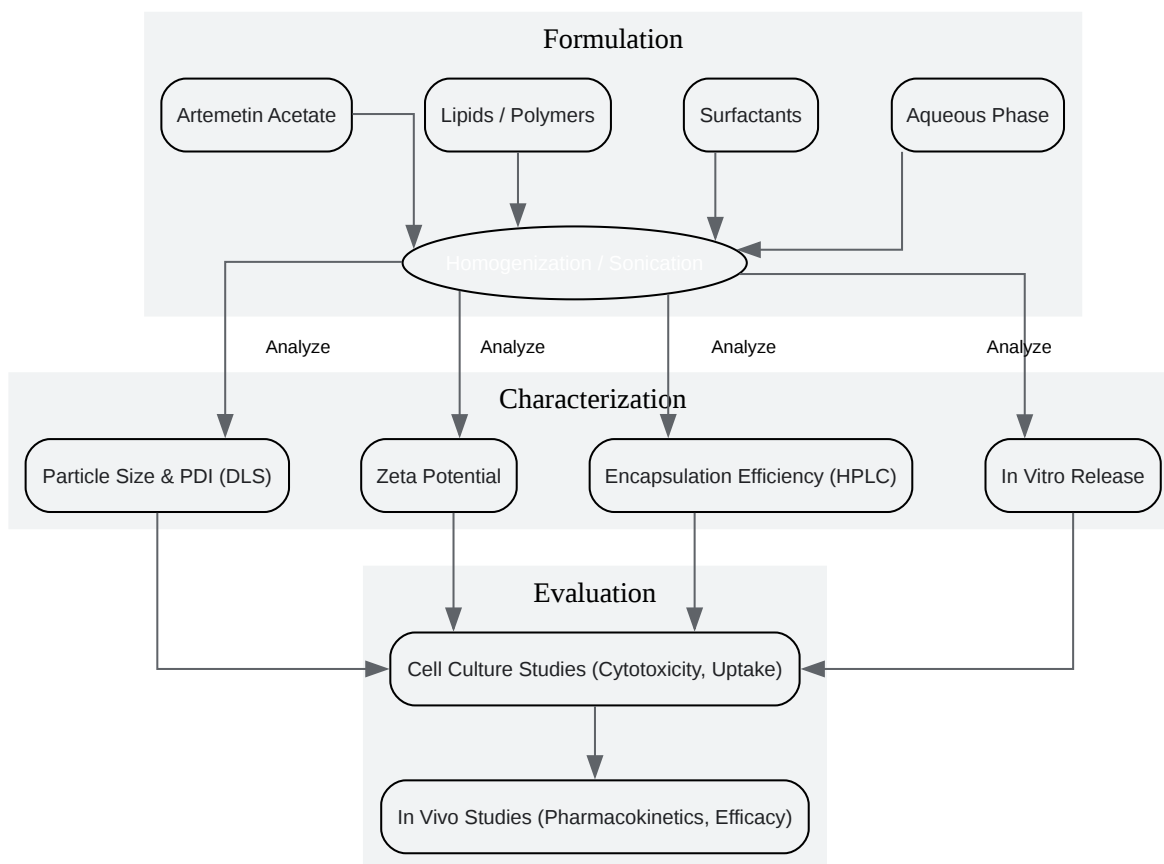 Formulation
Artemetin Acetate
Lipids / Polymers
Surfactants
Aqueous Phase
Homogenization / Sonication
Analyze
Analyze
Analyze
Analyze
Characterization
Particle Size & PDI (DLS)
Zeta Potential
Encapsulation Efficiency (HPLC)
In Vitro Release
Evaluation
Cell Culture Studies (Cytotoxicity, Uptake)
In Vivo Studies (Pharmacokinetics, Efficacy)